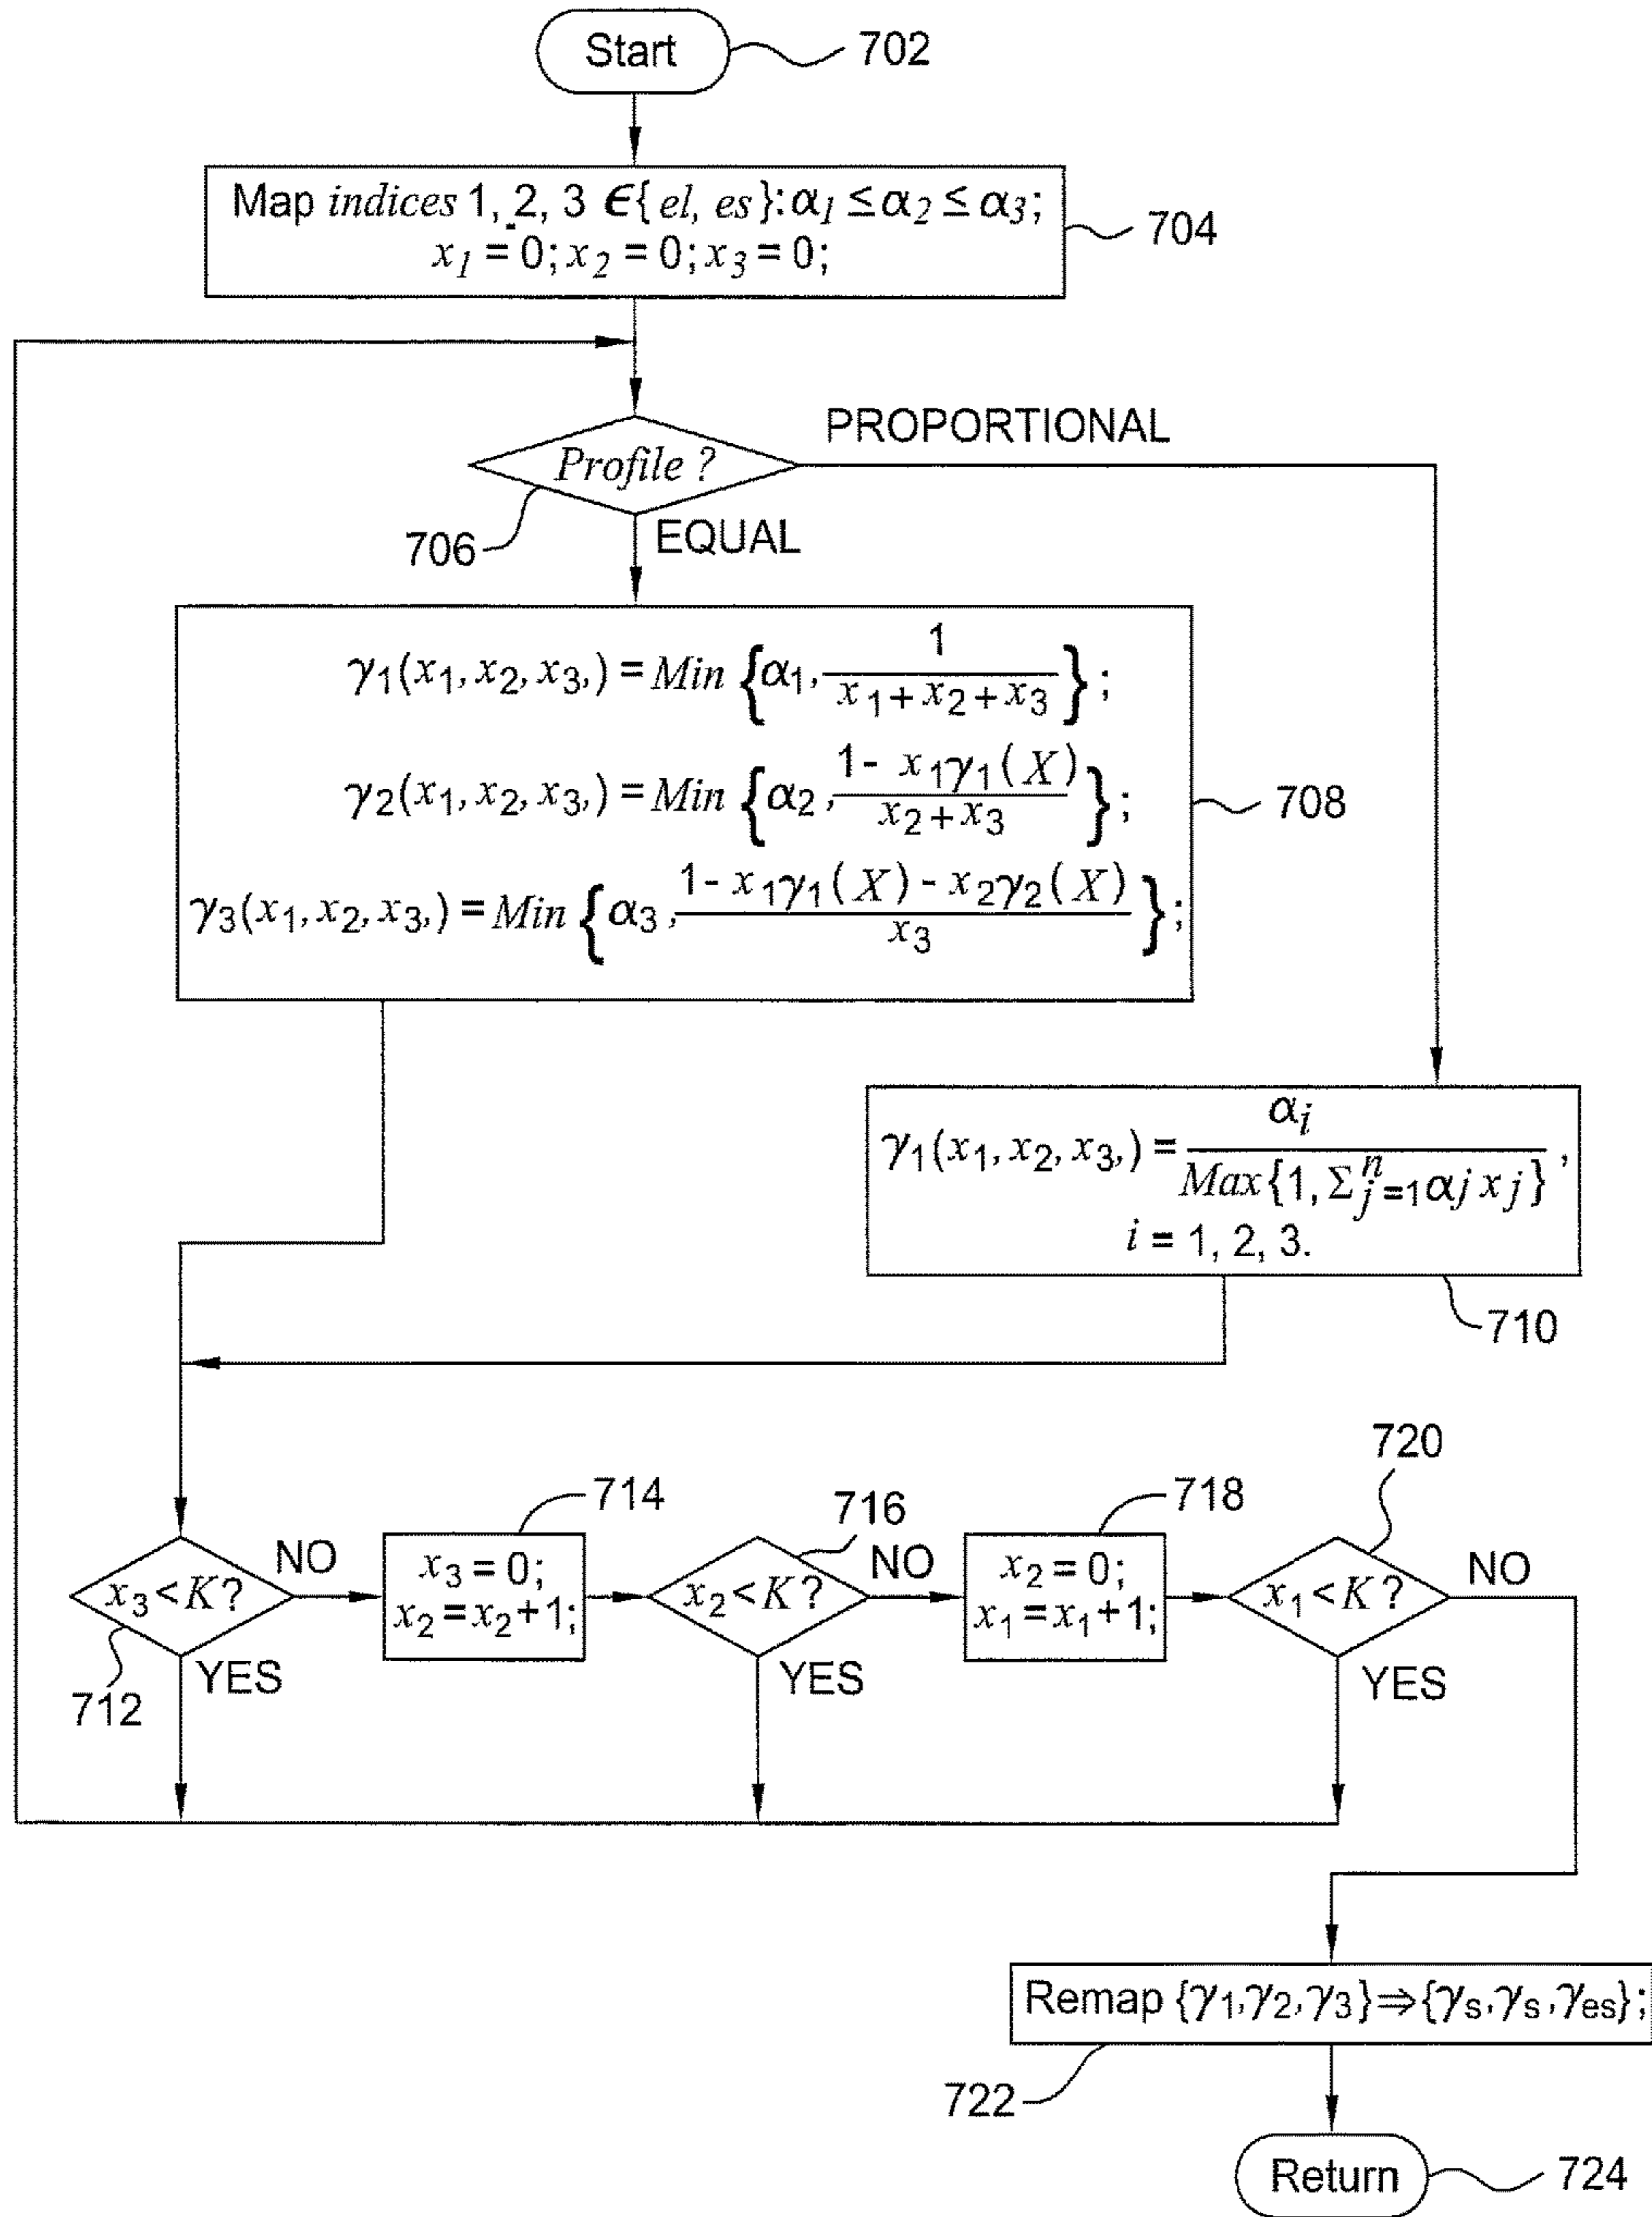 Start
702
Map indices 1, 2, 3 ϵ{ el, es }: α₁ ≤ α₂ ≤ α₃;
x₁ = 0; x₂ = 0; x₃ = 0;
704
PROPORTIONAL
Profile ?
706
EQUAL
γ₁(x₁, x₂, x₃,) = Min {α₁, 1 / (x₁ + x₂ + x₃)};
γ₂(x₁, x₂, x₃,) = Min {α₂, (1 - x₁γ₁(X)) / (x₂ + x₃)};
γ₃(x₁, x₂, x₃,) = Min {α₃, (1 - x₁γ₁(X) - x₂γ₂(X)) / x₃};
708
γ₁(x₁, x₂, x₃,) = αi / Max{1, Σⁿj=1 αj xj},
i = 1, 2, 3.
710
x₃ < K?
NO
YES
712
714
x₃ = 0;
x₂ = x₂ + 1;
716
x₂ < K?
NO
YES
718
x₂ = 0;
x₁ = x₁ + 1;
720
x₁ < K?
NO
YES
Remap {γ₁, γ₂, γ₃} ⇒ {γs, γs, γes};
722
Return
724